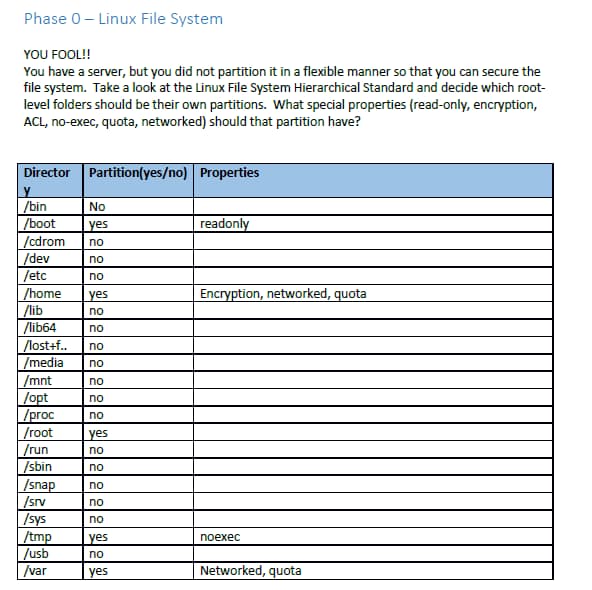 Phase 0 – Linux File System
YOU FOOL!!
You have a server, but you did not partition it in a flexible manner so that you can secure the
file system. Take a look at the Linux File System Hierarchical Standard and decide which root-
level folders should be their own partitions. What special properties (read-only, encryption,
ACL, no-exec, quota, networked) should that partition have?
Director Partition(yes/no) Properties
y
/bin No
/boot yes readonly
/cdrom no
/dev no
/etc no
/home yes Encryption, networked, quota
/lib no
/lib64 no
/lost+f.. no
/media no
/mnt no
/opt no
/proc no
/root yes
/run no
/sbin no
/snap no
/srv no
/sys no
/tmp yes noexec
/usb no
/var yes Networked, quota